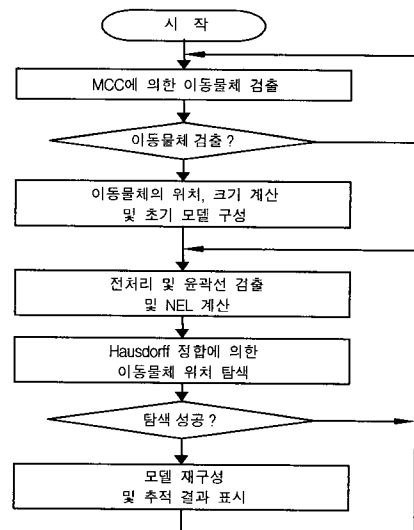 시 작
MCC에 의한 이동물체 검출
이동물체 검출 ?
이동물체의 위치, 크기 계산
및 초기 모델 구성
전처리 및 윤곽선 검출
및 NEL 계산
Hausdorff 정합에 의한
이동물체 위치 탐색
탐색 성공 ?
모델 재구성
및 추적 결과 표시